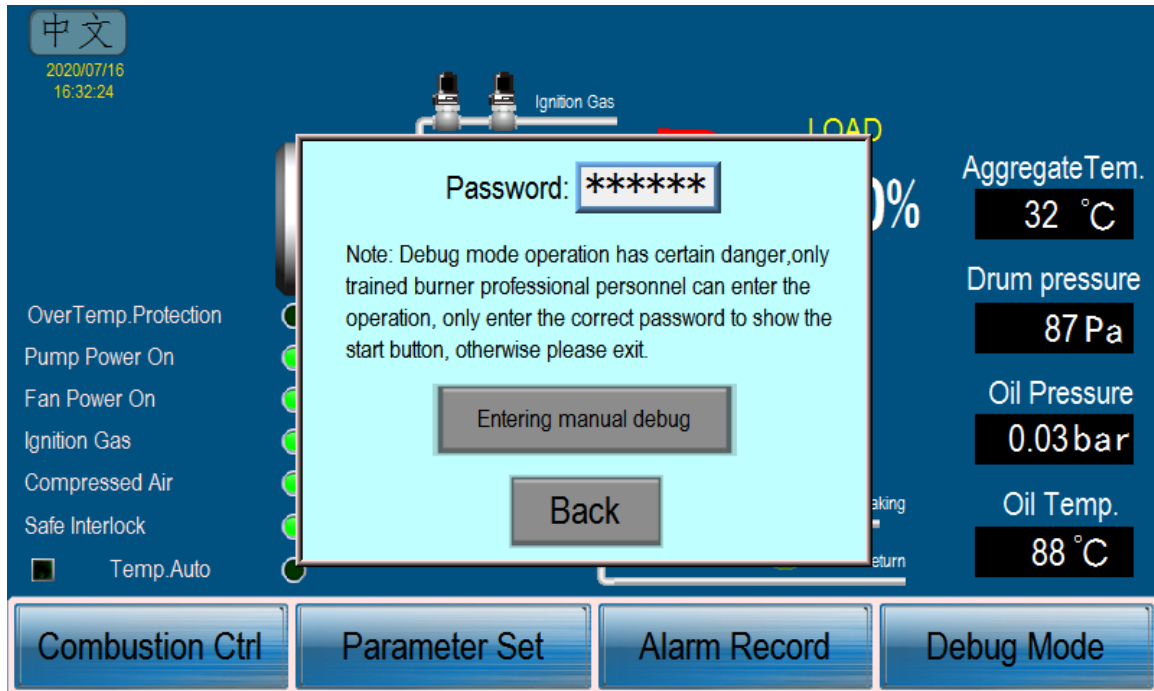 中文
2020/07/16
16:32:24
Ignition Gas
LOAD
0%
AggregateTem.
32 °C
Drum pressure
87 Pa
Oil Pressure
0.03 bar
Oil Temp.
88 °C
Password: ******
Note: Debug mode operation has certain danger,only
trained burner professional personnel can enter the
operation, only enter the correct password to show the
start button, otherwise please exit.
Entering manual debug
Back
OverTemp.Protection
Pump Power On
Fan Power On
Ignition Gas
Compressed Air
Safe Interlock
Temp.Auto
Combustion Ctrl
Parameter Set
Alarm Record
Debug Mode